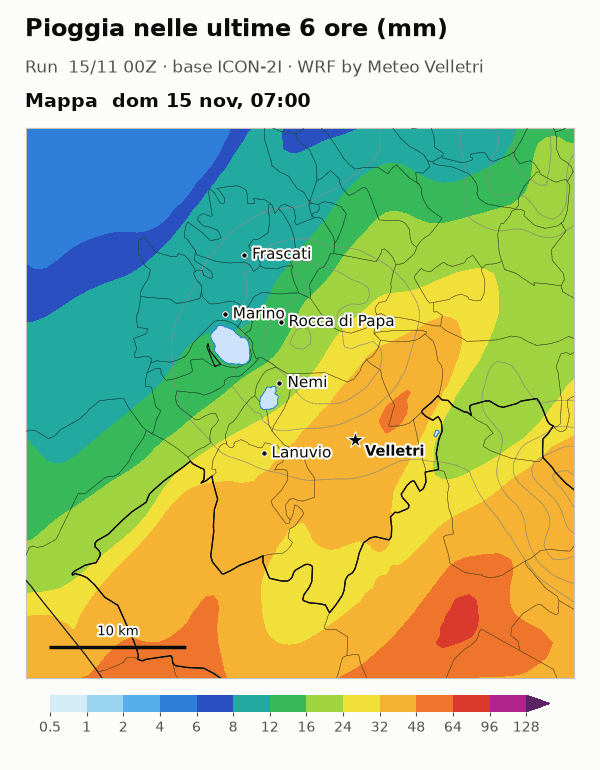 Pioggia nelle ultime 6 ore (mm)
Run  15/11 00Z · base ICON-2I · WRF by Meteo Velletri
Mappa  dom 15 nov, 07:00
Frascati
Marino
Rocca di Papa
Nemi
Velletri
Lanuvio
10 km
0.5 1 2 4 6 8 12 16 24 32 48 64 96 128